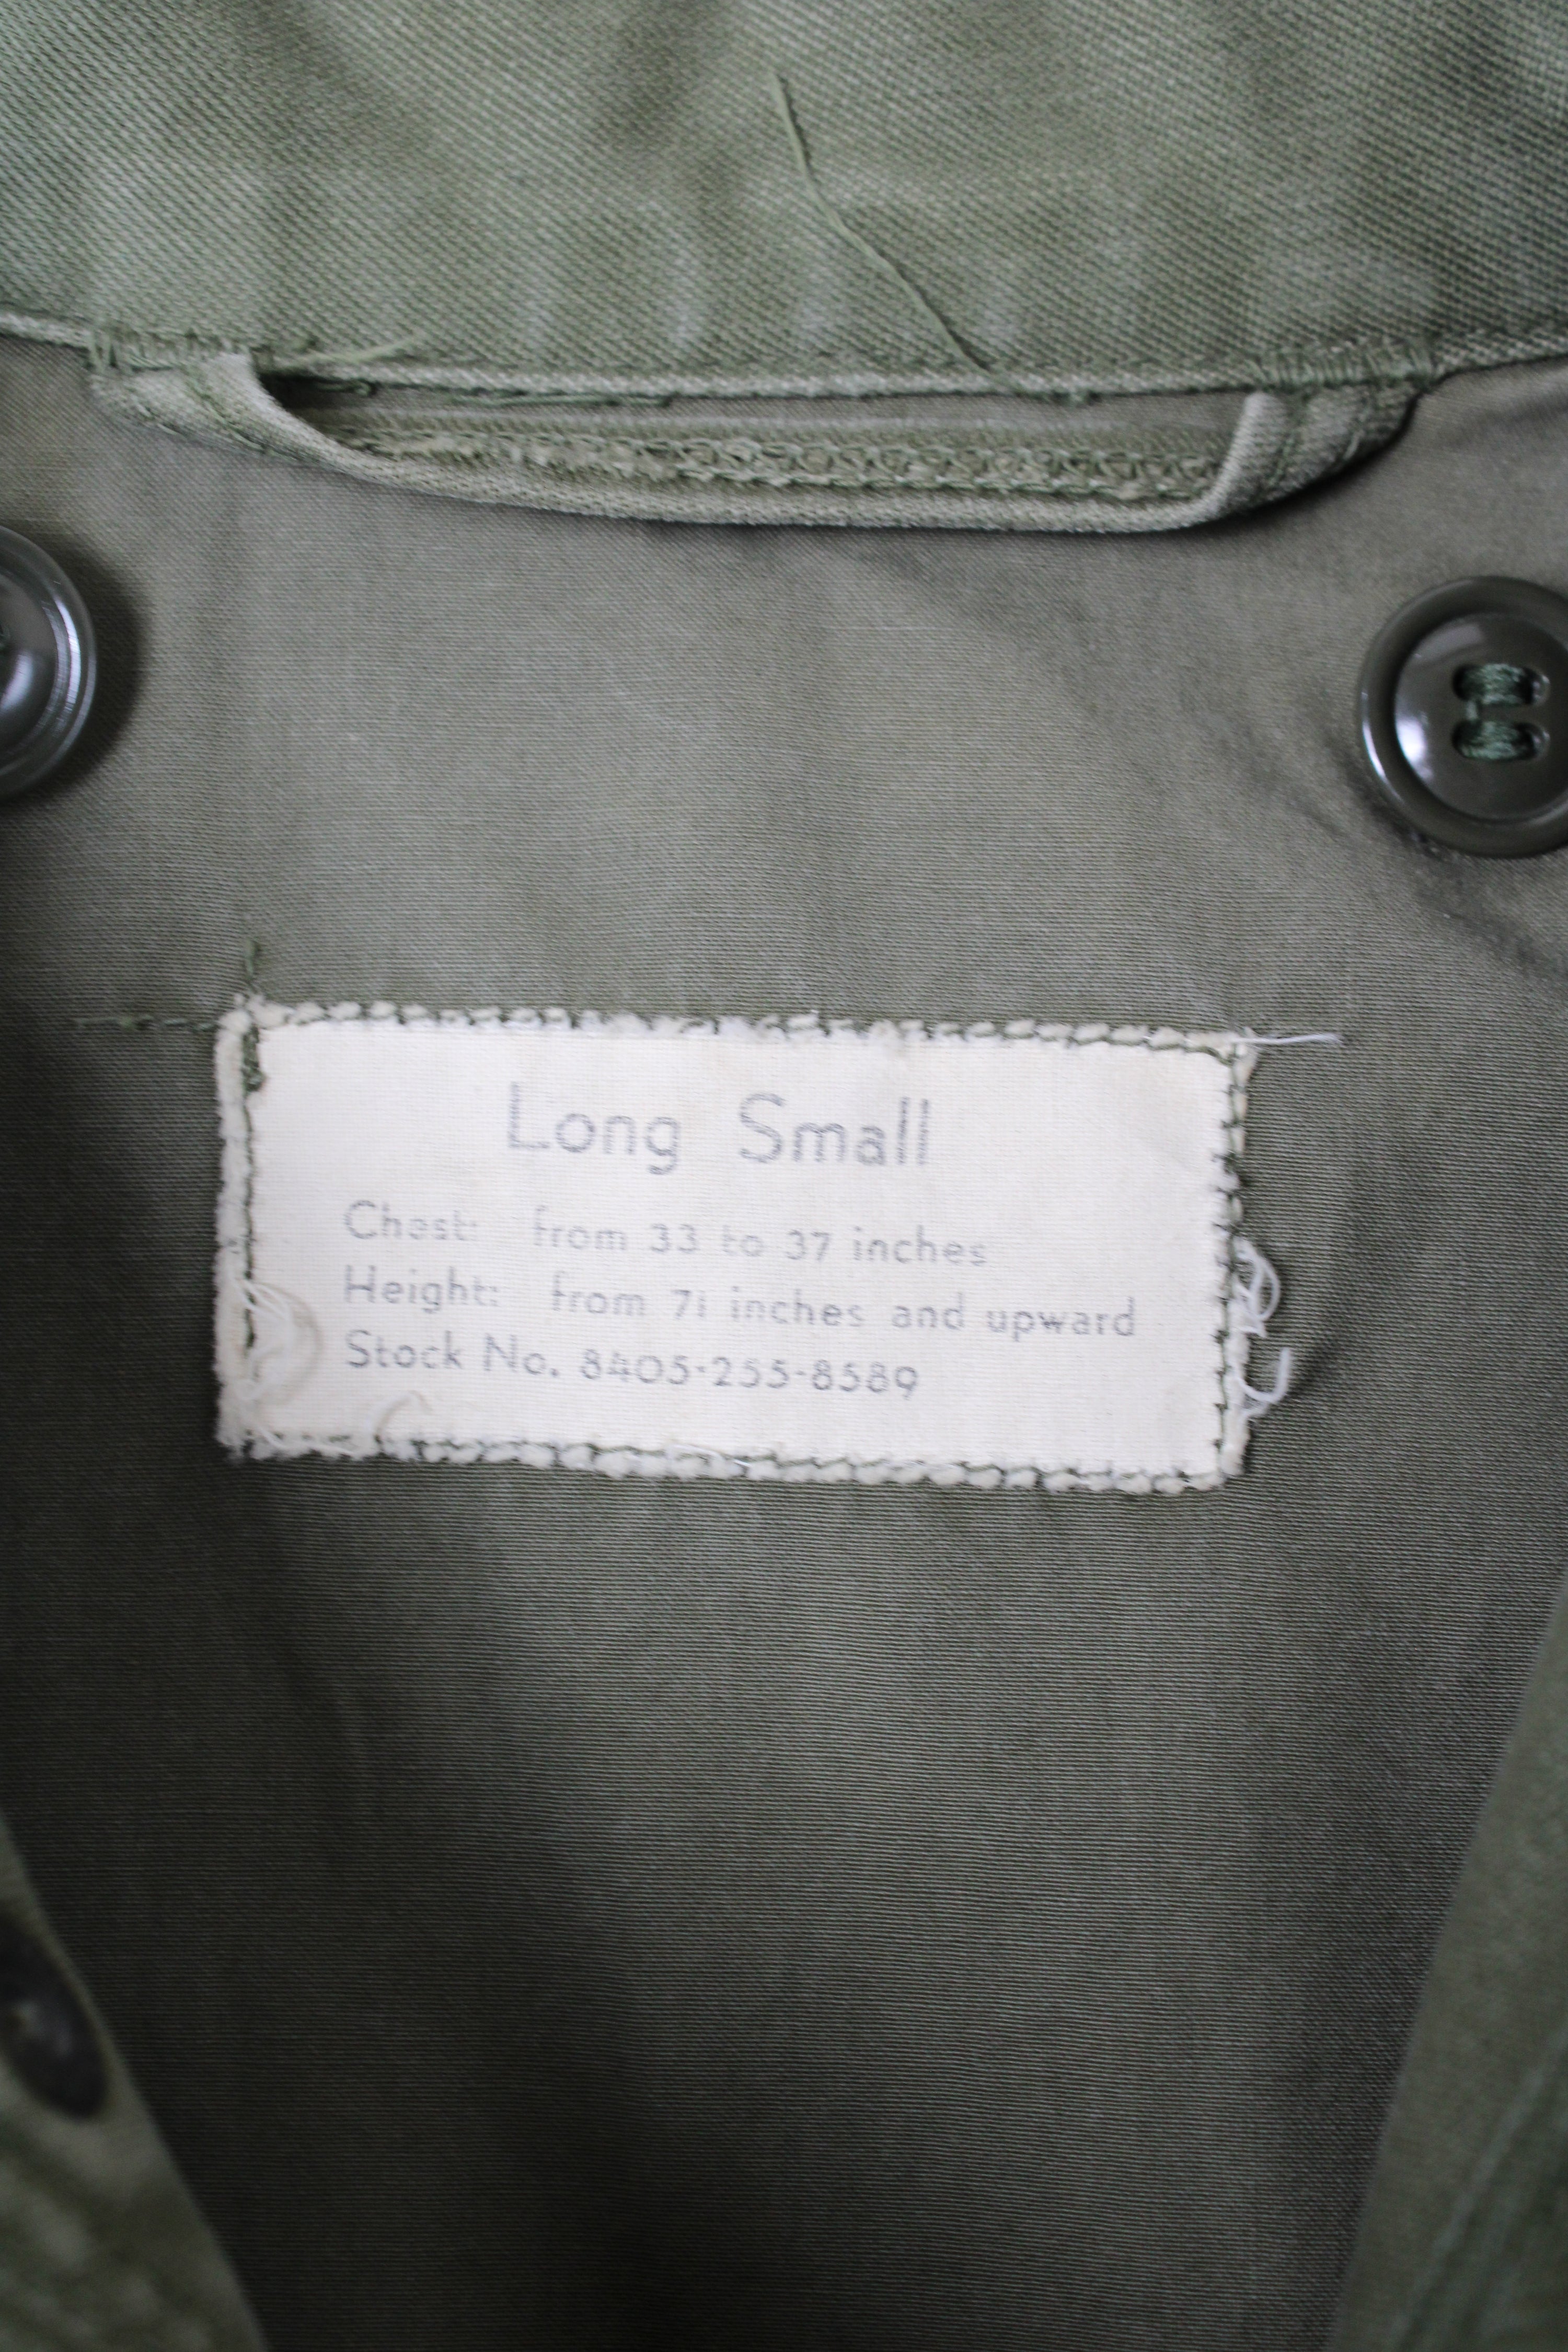 Long Small
Chest: from 33 to 37 inches
Height: from 71 inches and upward
Stock No. 8405-255-8589